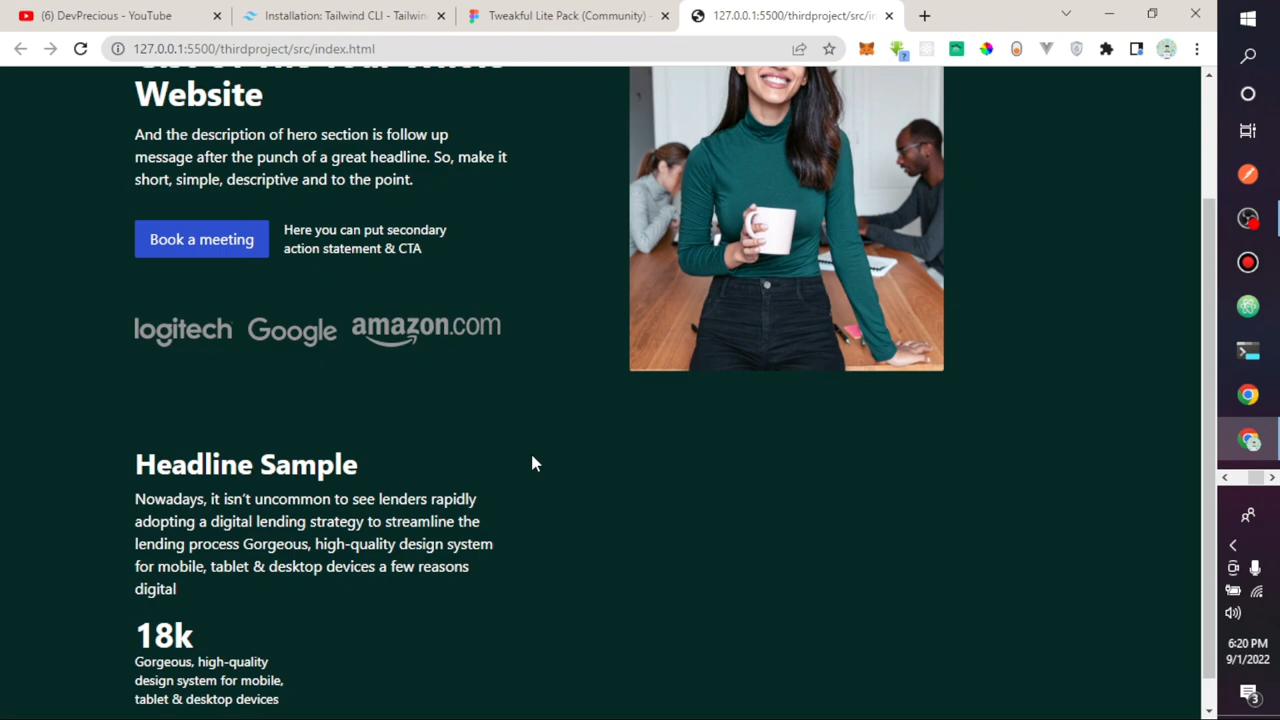 (6) DevPrecious - YouTube
Installation: Tailwind CLI - Tailwin
Tweakful Lite Pack (Community) -
127.0.0.1:5500/thirdproject/src/in
127.0.0.1:5500/thirdproject/src/index.html
?
Website
And the description of hero section is follow up
message after the punch of a great headline. So, make it
short, simple, descriptive and to the point.
Book a meeting
Here you can put secondary
action statement & CTA
logitech Google amazon.com
Headline Sample
Nowadays, it isn't uncommon to see lenders rapidly
adopting a digital lending strategy to streamline the
lending process Gorgeous, high-quality design system
for mobile, tablet & desktop devices a few reasons
digital
18k
Gorgeous, high-quality
design system for mobile,
tablet & desktop devices
6:20 PM
9/1/2022
3